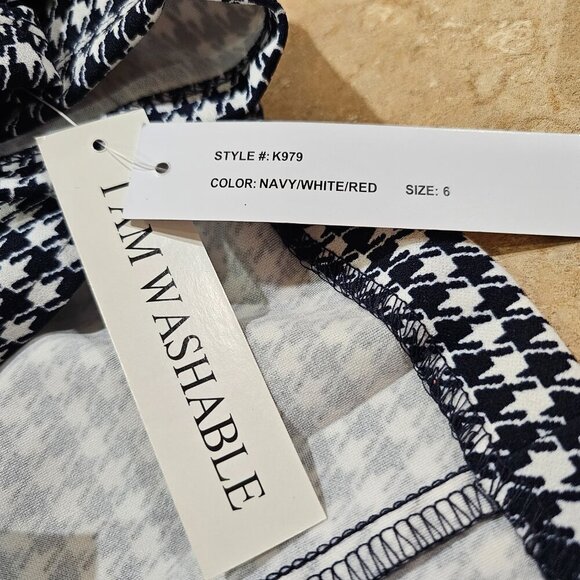 STYLE #: K979
COLOR: NAVY/WHITE/RED SIZE: 6
I AM WASHABLE